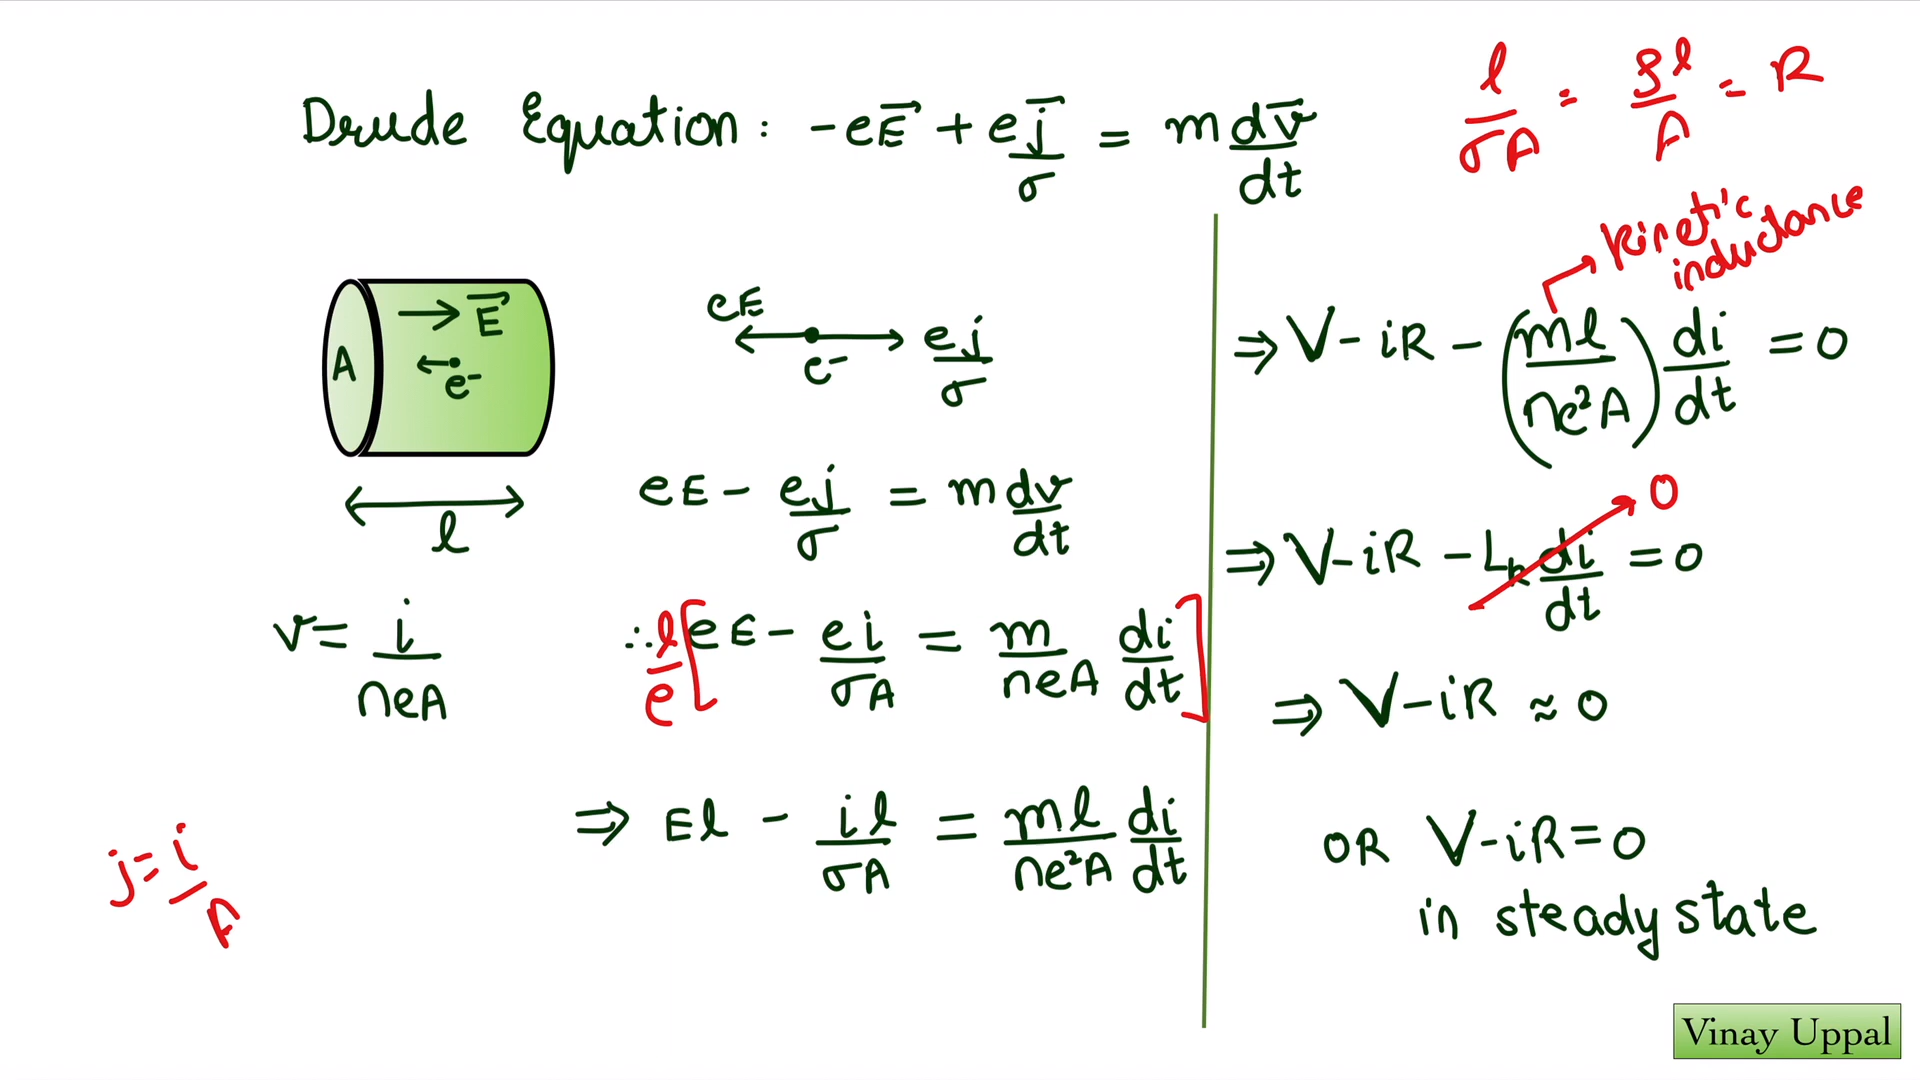 Drude Equation: -eE⃗ + ej⃗/σ = m dv⃗/dt
l/σA = ρl/A = R
kinetic inductance
A
E⃗
e⁻
l
eE
e⁻
ej/σ
eE - ej/σ = m dv/dt
v = i/neA
∴ l/e [eE - ei/σA = m/neA di/dt]
⇒ El - il/σA = ml/ne²A di/dt
j = i/A
⇒ V - iR - (ml/ne²A) di/dt = 0
⇒ V - iR - Lₖ di/dt = 0
0
⇒ V - iR ≈ 0
OR V - iR = 0
in steady state
Vinay Uppal